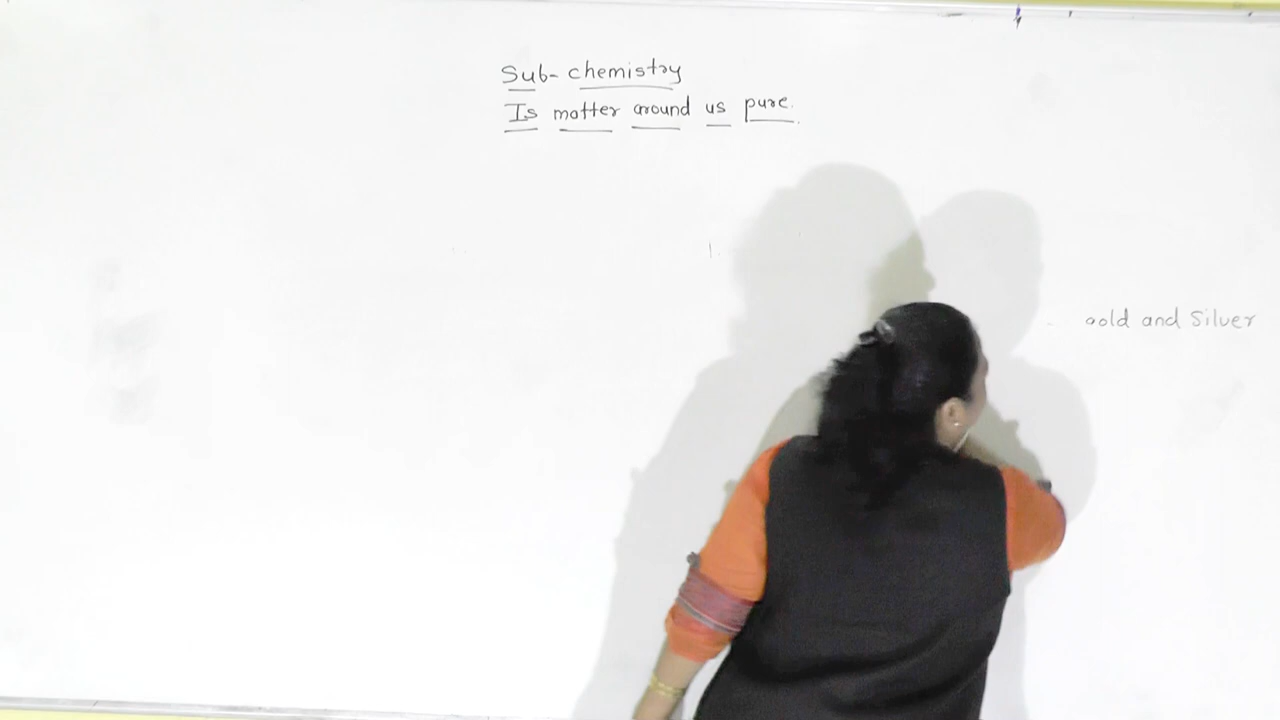 Sub- chemistry
Is matter around us pure.
gold and Silver